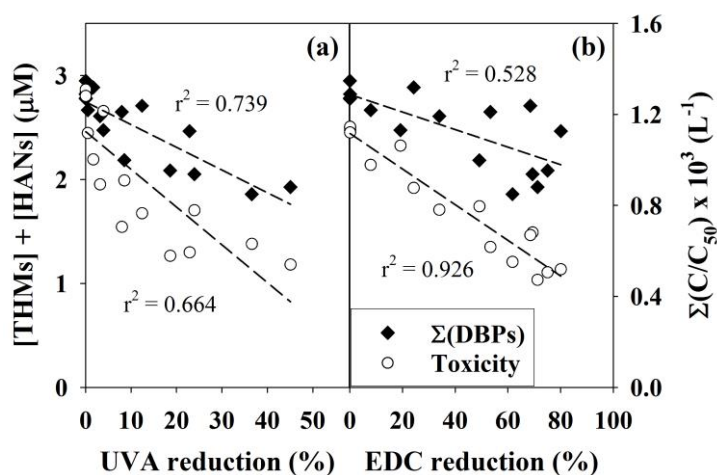 (a)
(b)
[THMs] + [HANs] (μM)
3
2
1
0
r² = 0.739
r² = 0.664
r² = 0.528
r² = 0.926
◆ Σ(DBPs)
○ Toxicity
1.6
1.2
0.8
0.4
0.0
Σ(C/C₅₀) x 10³ (L⁻¹)
0 10 20 30 40 50
0 20 40 60 80 100
UVA reduction (%)
EDC reduction (%)